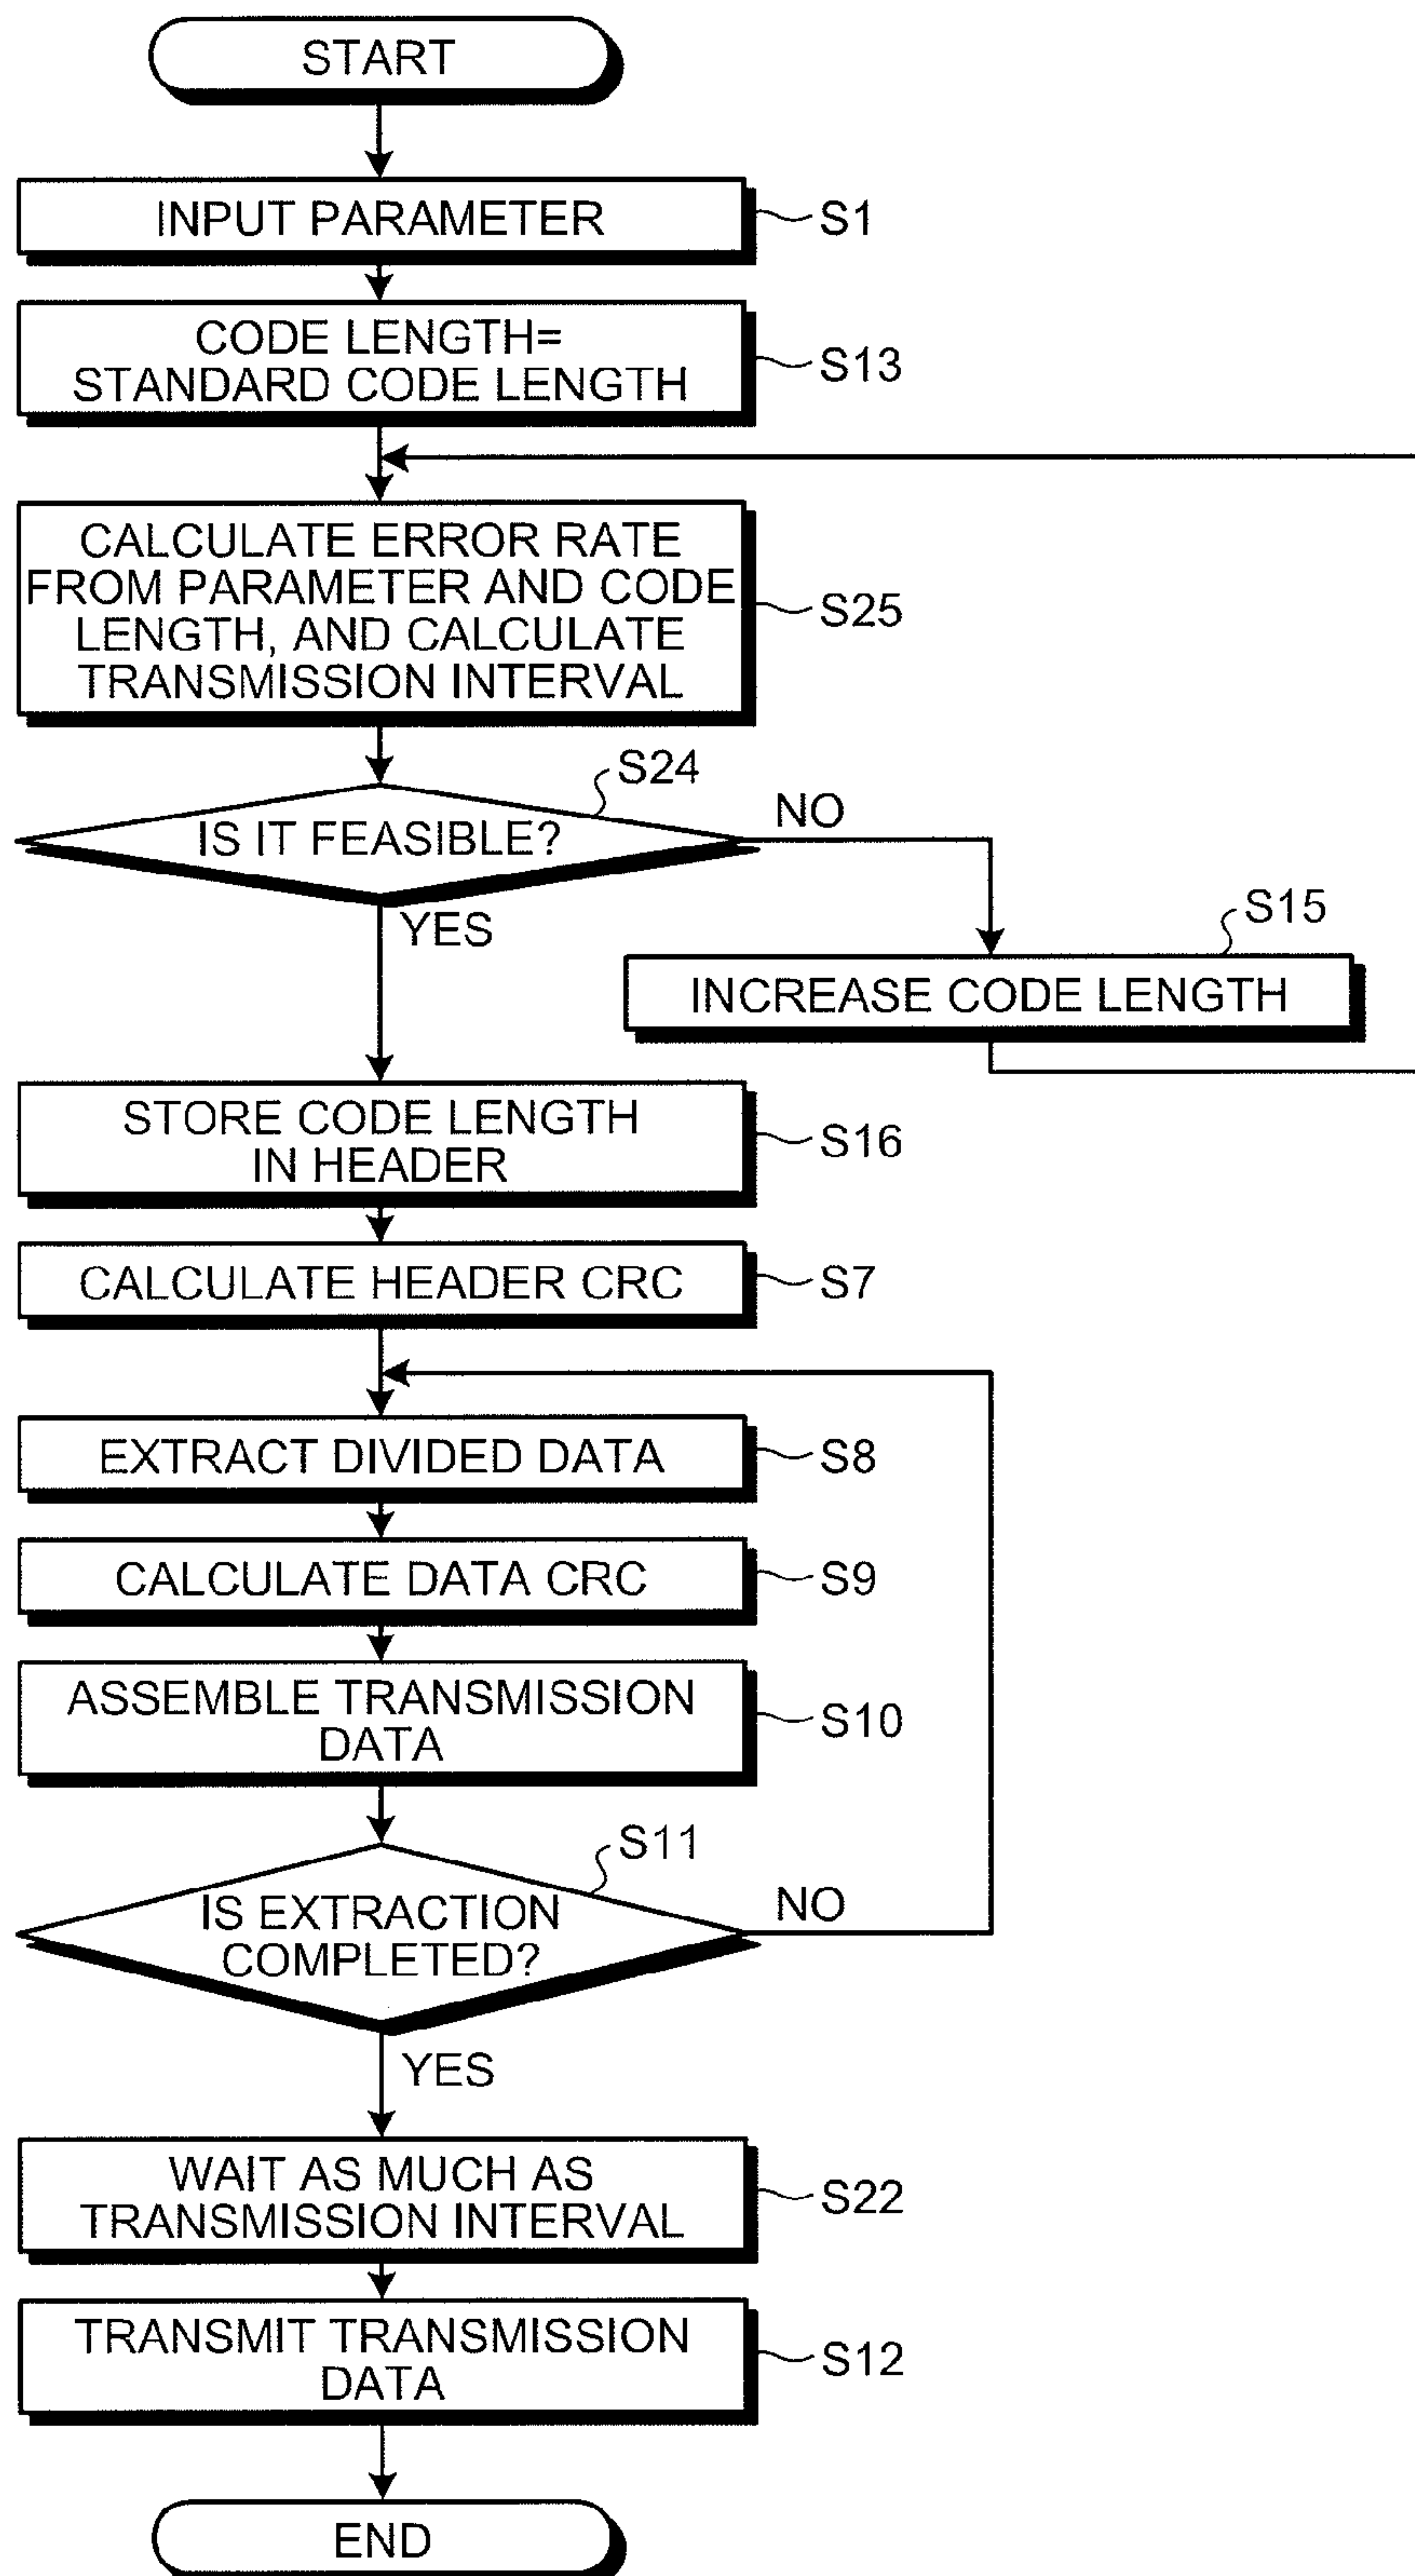 START
INPUT PARAMETER
S1
CODE LENGTH=
STANDARD CODE LENGTH
S13
CALCULATE ERROR RATE
FROM PARAMETER AND CODE
LENGTH, AND CALCULATE
TRANSMISSION INTERVAL
S25
S24
IS IT FEASIBLE?
NO
YES
S15
INCREASE CODE LENGTH
STORE CODE LENGTH
IN HEADER
S16
CALCULATE HEADER CRC
S7
EXTRACT DIVIDED DATA
S8
CALCULATE DATA CRC
S9
ASSEMBLE TRANSMISSION
DATA
S10
S11
IS EXTRACTION
COMPLETED?
NO
YES
WAIT AS MUCH AS
TRANSMISSION INTERVAL
S22
TRANSMIT TRANSMISSION
DATA
S12
END